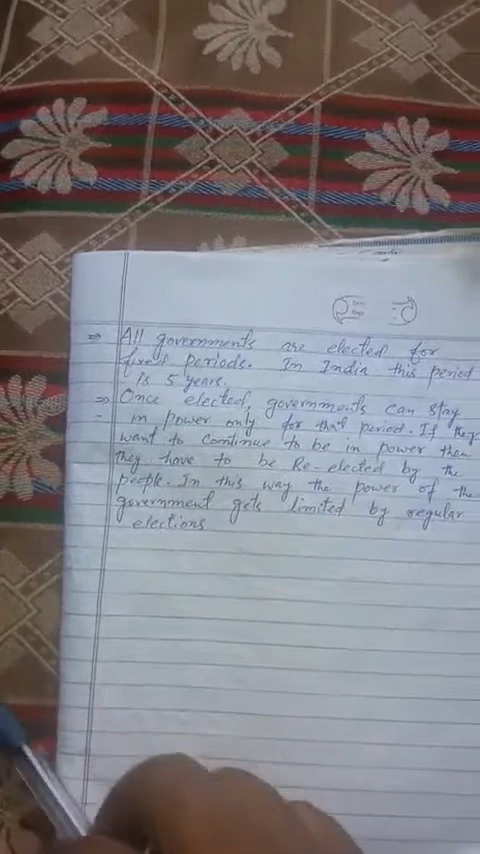 ⇒ All governments are elected for
fixed periods. In India this period
is 5 years.
⇒ Once elected, governments can stay
in power only for that period. If they
want to continue to be in power then
they have to be Re-elected by the
people. In this way the power of the
government gets limited by regular
elections